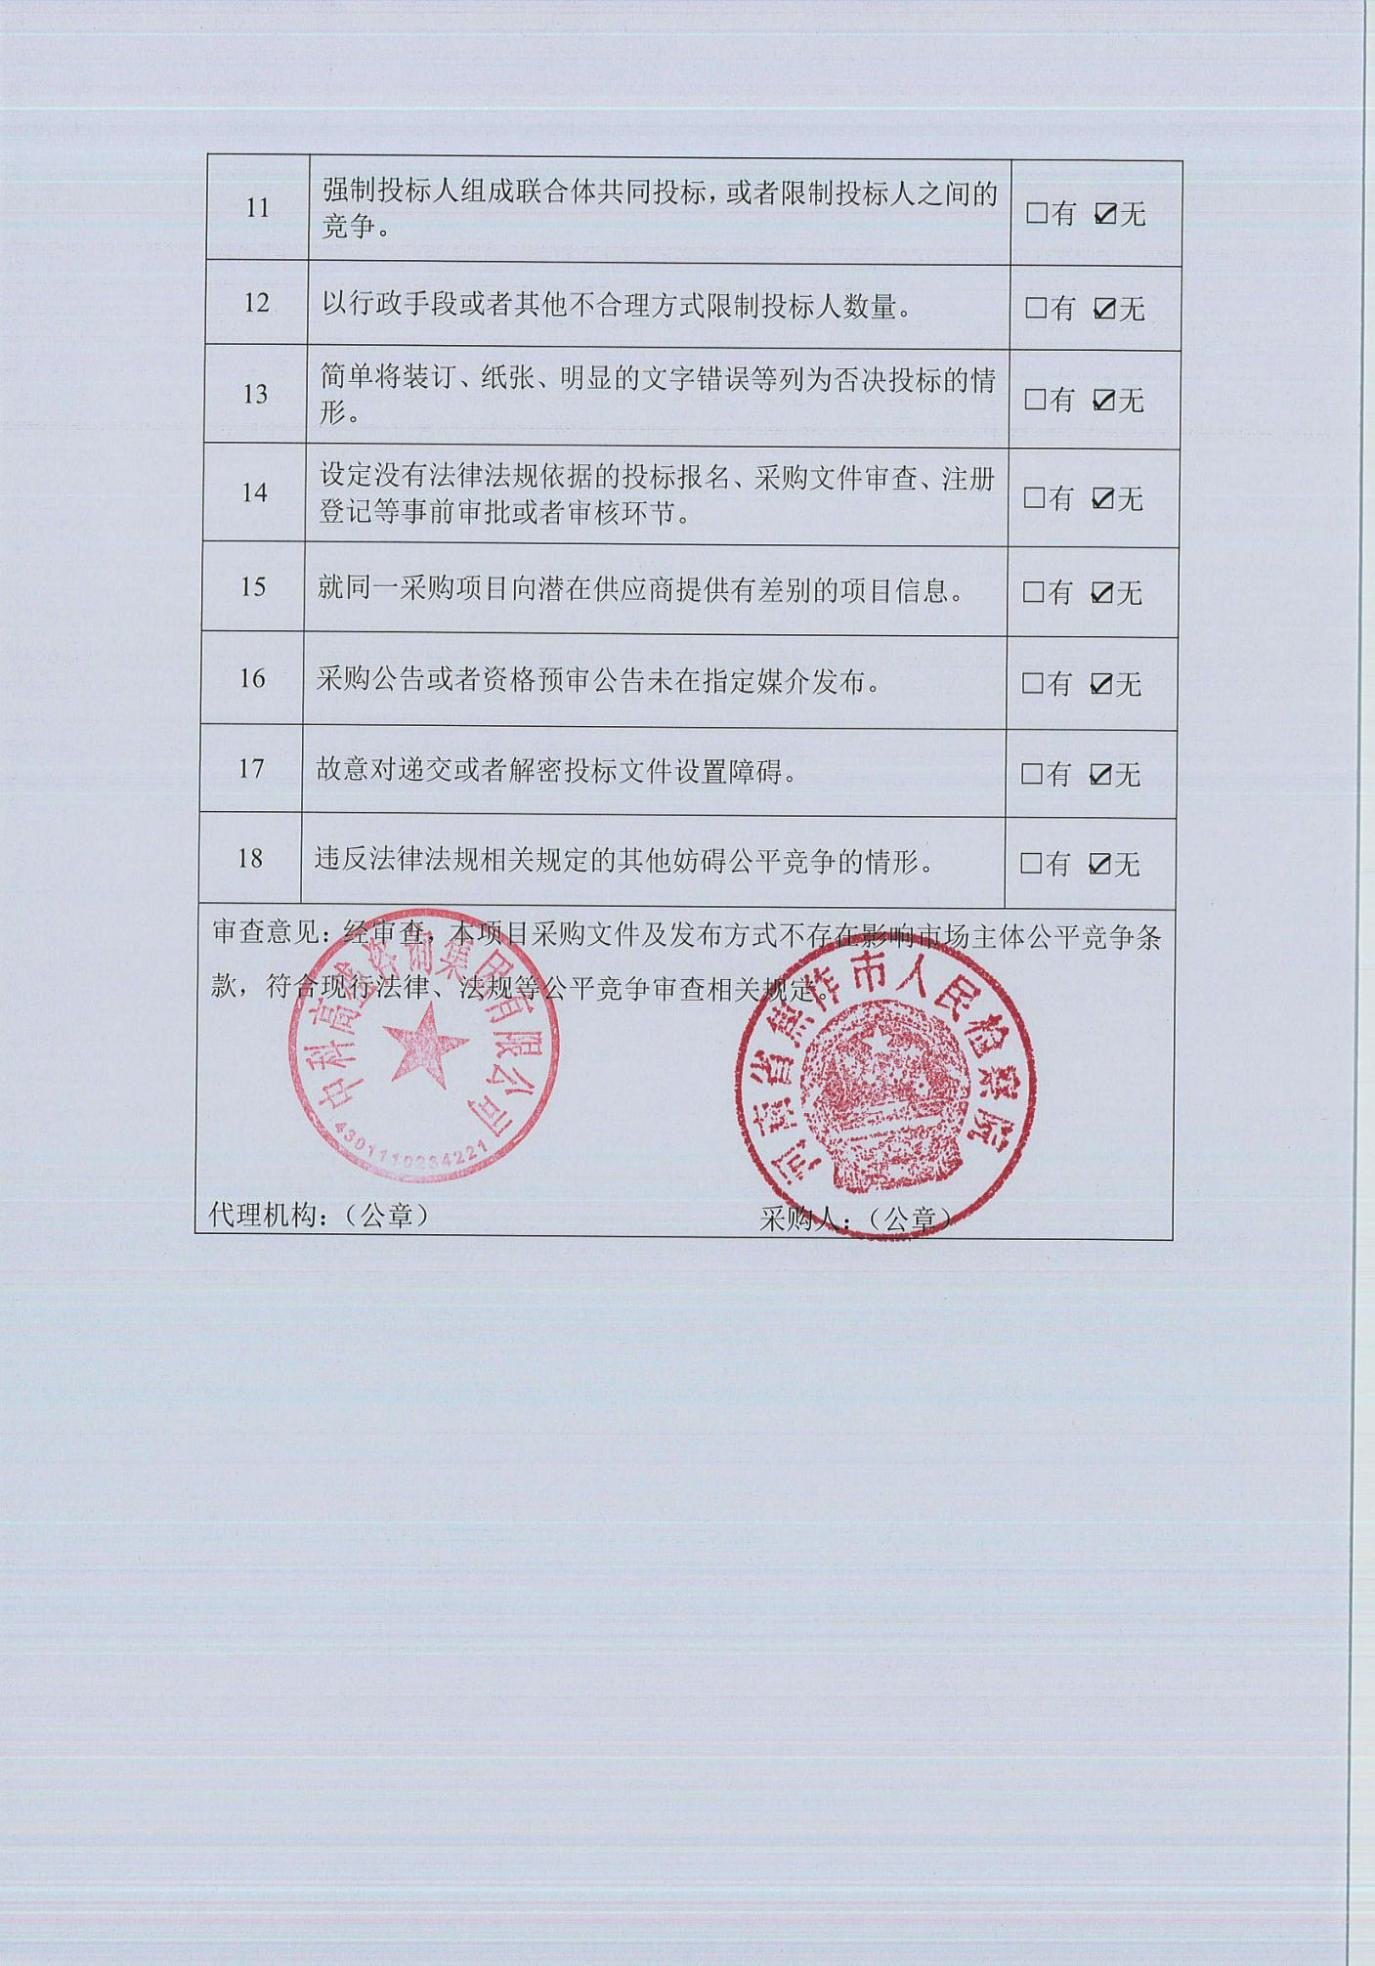 11
强制投标人组成联合体共同投标,或者限制投标人之间的
竞争。
□有 ☑无
12
以行政手段或者其他不合理方式限制投标人数量。
□有 ☑无
13
简单将装订、纸张、明显的文字错误等列为否决投标的情
形。
□有 ☑无
14
设定没有法律法规依据的投标报名、采购文件审查、注册
登记等事前审批或者审核环节。
□有 ☑无
15
就同一采购项目向潜在供应商提供有差别的项目信息。
□有 ☑无
16
采购公告或者资格预审公告未在指定媒介发布。
□有 ☑无
17
故意对递交或者解密投标文件设置障碍。
□有 ☑无
18
违反法律法规相关规定的其他妨碍公平竞争的情形。
□有 ☑无
审查意见：经审查，本项目采购文件及发布方式不存在影响市场主体公平竞争条
款，符合现行法律、法规等公平竞争审查相关规定。
中科高盛咨询集团有限公司
4301110234221
河南省焦作市人民检察院
代理机构：（公章）
采购人：（公章）